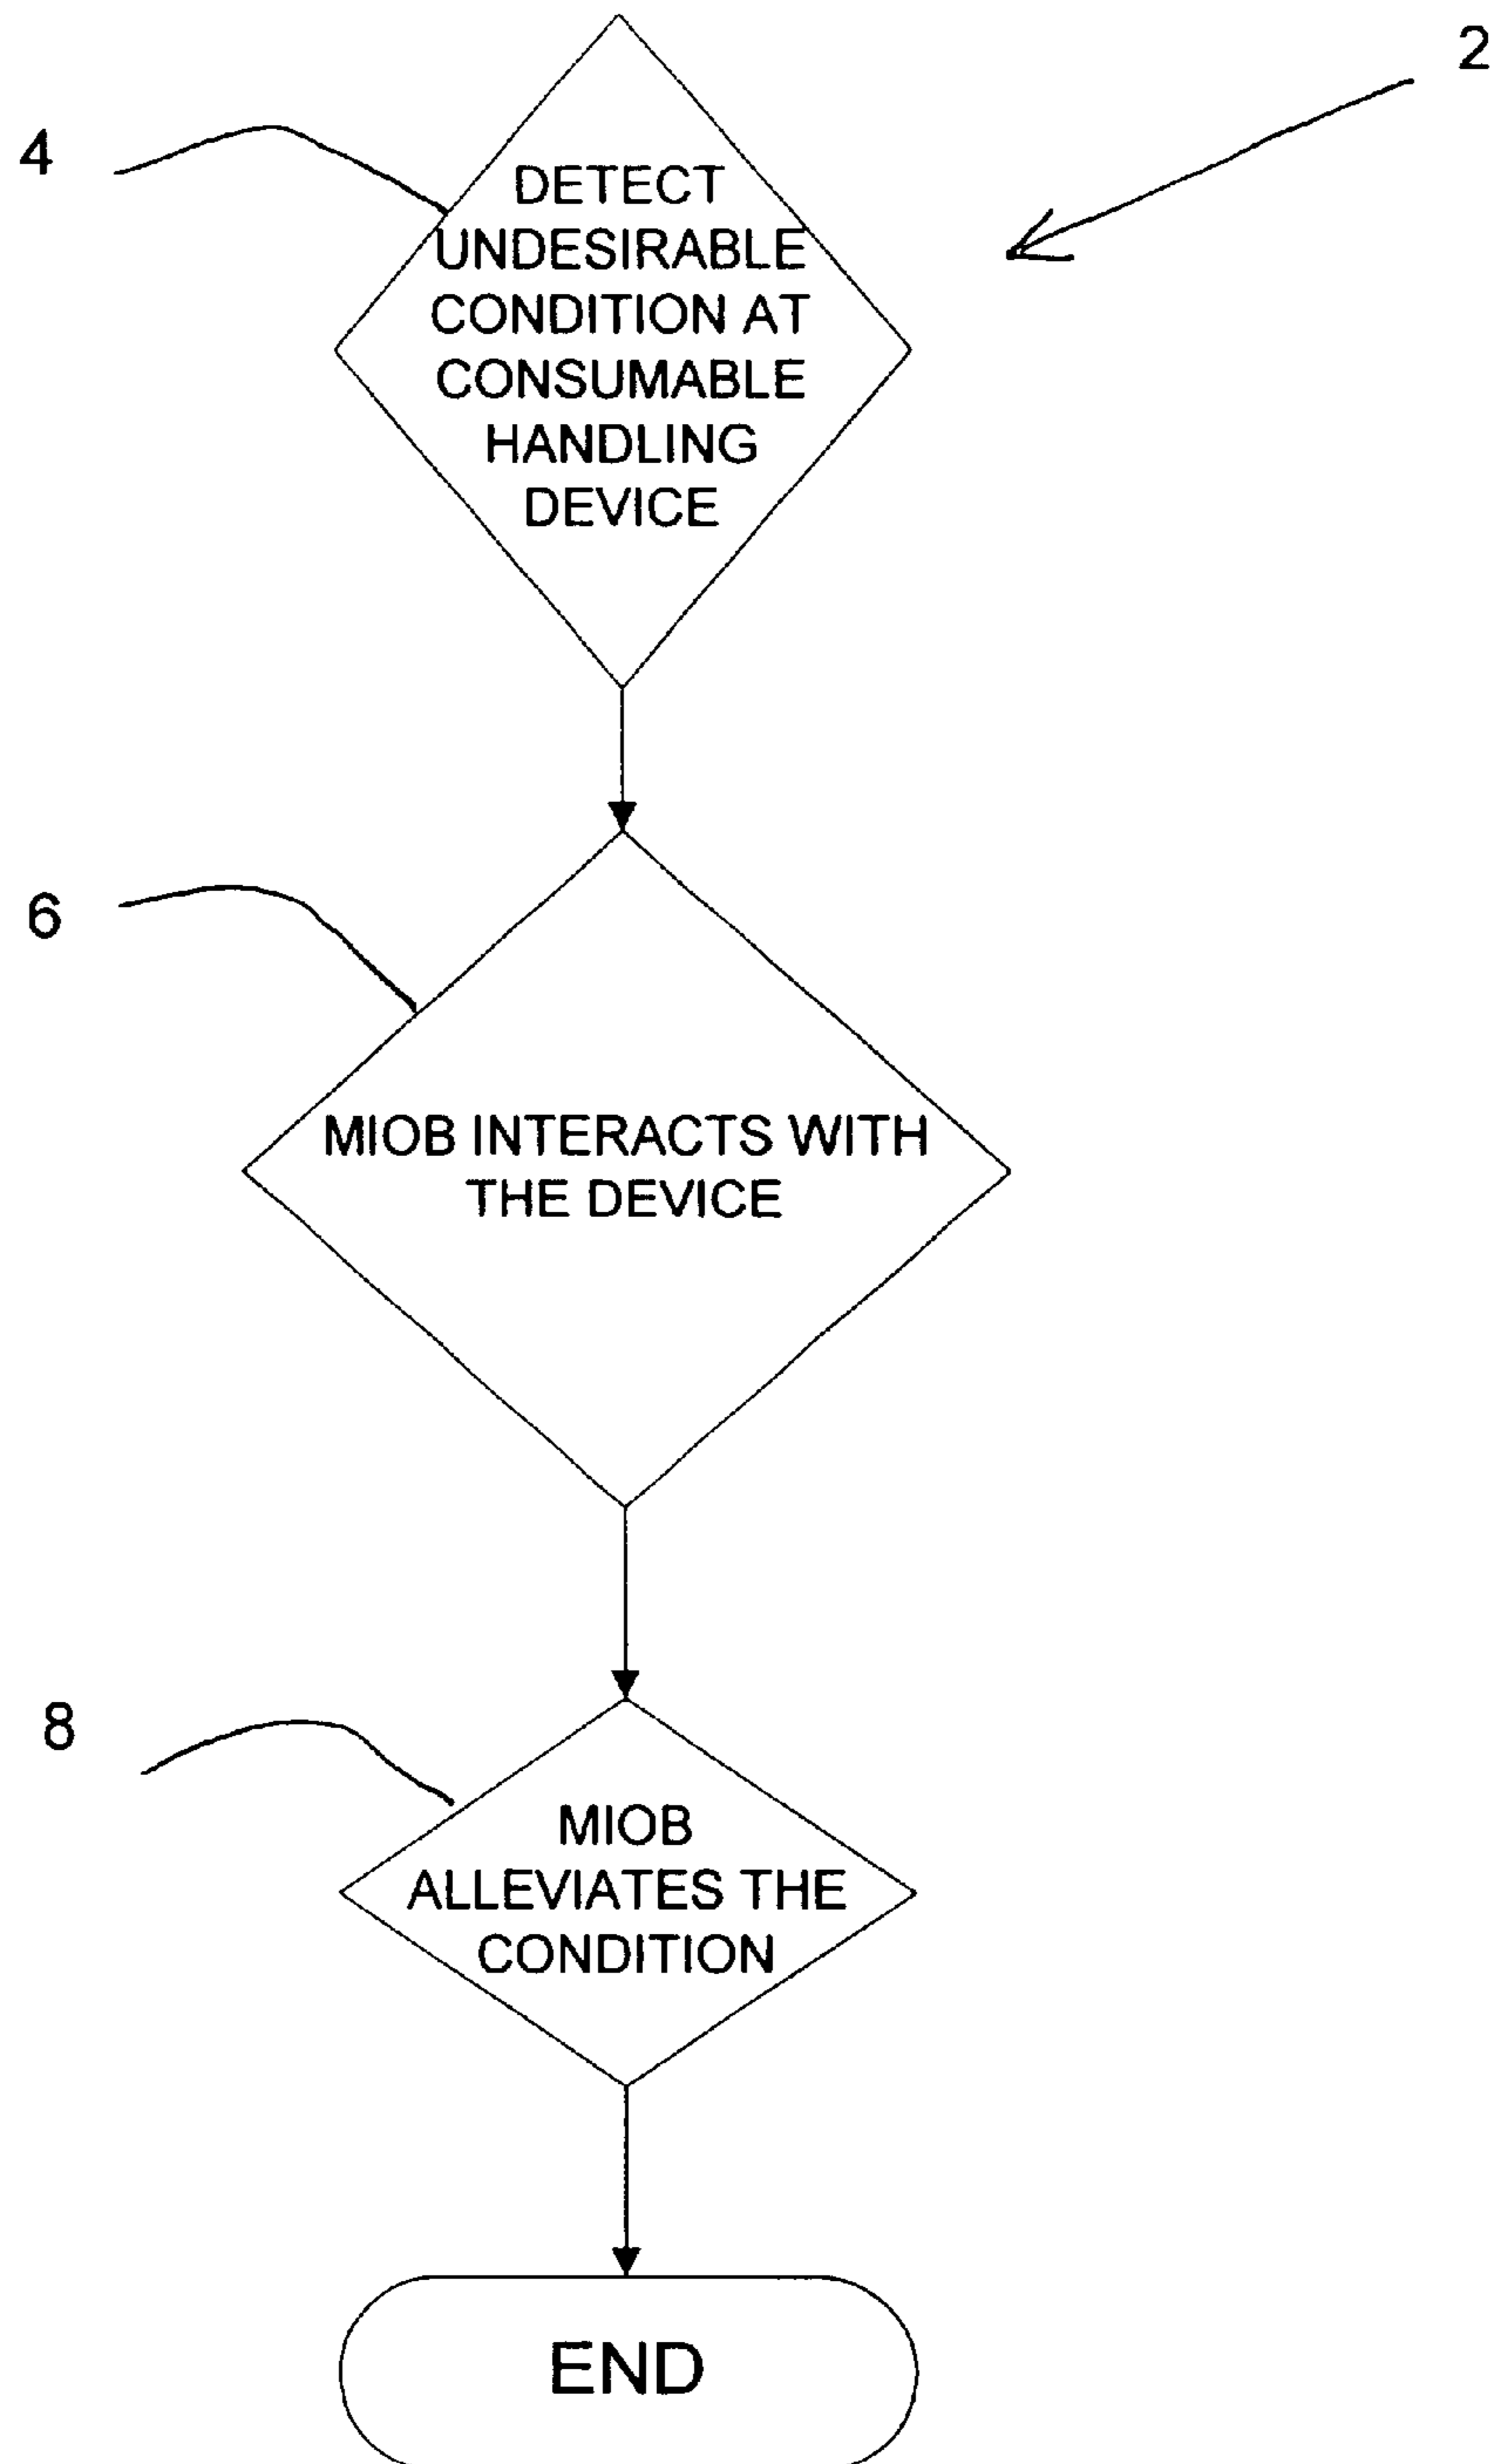 2
4
DETECT
UNDESIRABLE
CONDITION AT
CONSUMABLE
HANDLING
DEVICE
6
MIOB INTERACTS WITH
THE DEVICE
8
MIOB
ALLEVIATES THE
CONDITION
END